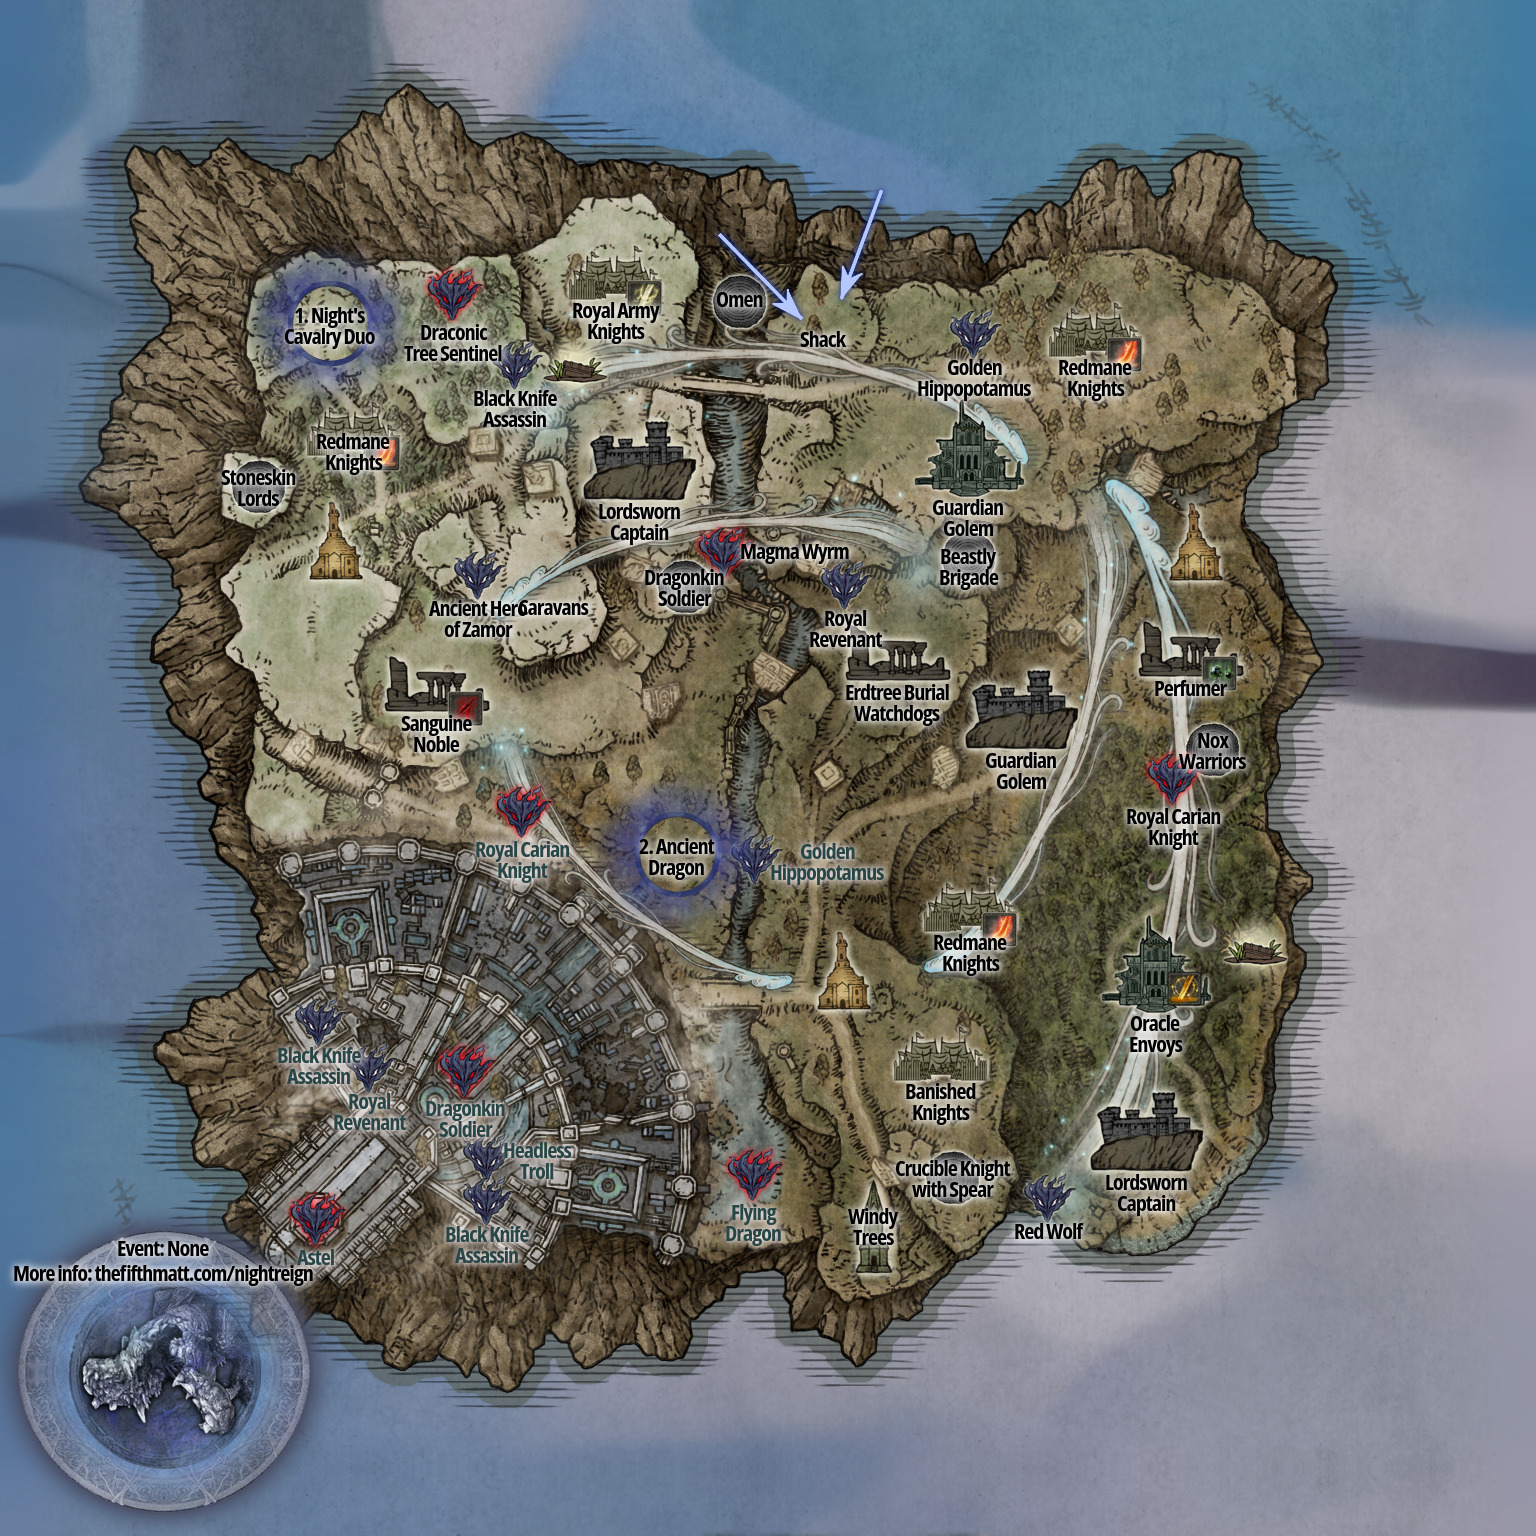 1. Night's
Cavalry Duo
Draconic
Tree Sentinel
Royal Army
Knights
Omen
Shack
Golden
Hippopotamus
Redmane
Knights
Black Knife
Assassin
Redmane
Knights
Stoneskin
Lords
Lordsworn
Captain
Guardian
Golem
Magma Wyrm
Beastly
Brigade
Dragonkin
Soldier
Ancient Hero
of Zamor
Caravans
Royal
Revenant
Erdtree Burial
Watchdogs
Perfumer
Sanguine
Noble
Guardian
Golem
Nox
Warriors
Royal Carian
Knight
Royal Carian
Knight
2. Ancient
Dragon
Golden
Hippopotamus
Redmane
Knights
Oracle
Envoys
Black Knife
Assassin
Royal
Revenant
Dragonkin
Soldier
Banished
Knights
Headless
Troll
Crucible Knight
with Spear
Lordsworn
Captain
Flying
Dragon
Windy
Trees
Red Wolf
Black Knife
Assassin
Astel
Event: None
More info: thefifthmatt.com/nightreign